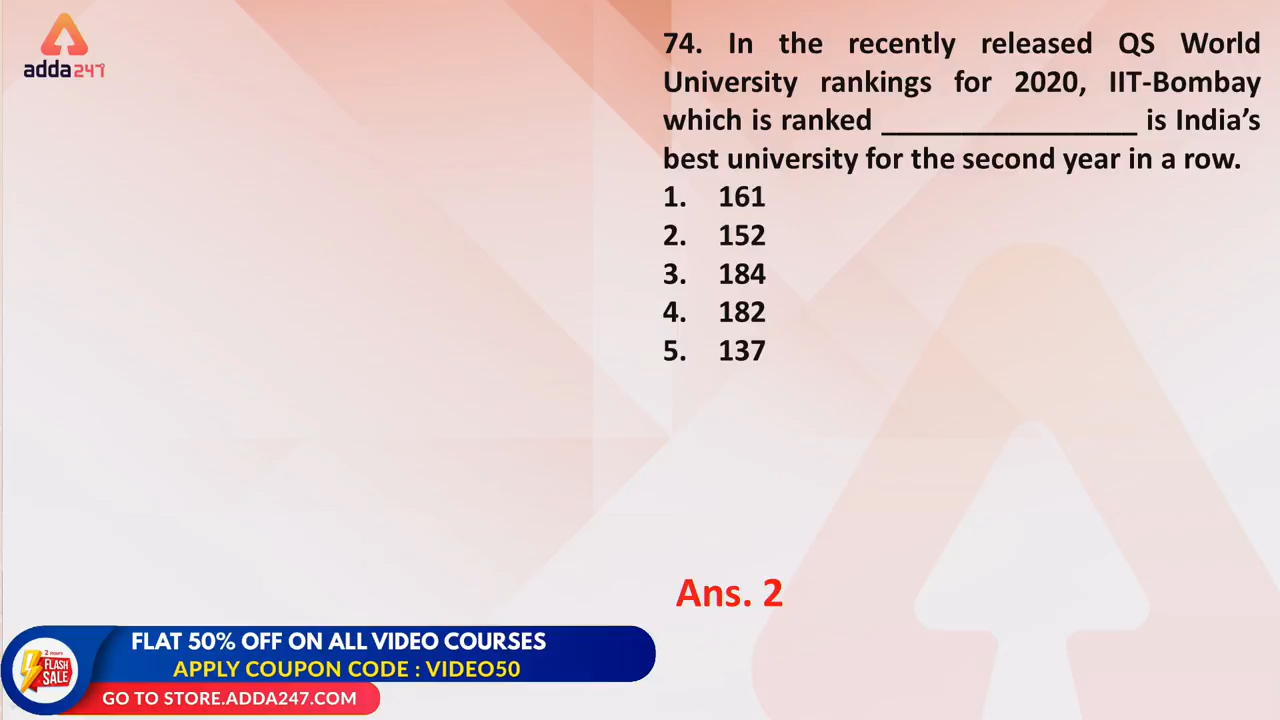 adda247
74. In the recently released QS World
University rankings for 2020, IIT-Bombay
which is ranked ________________ is India’s
best university for the second year in a row.
1. 161
2. 152
3. 184
4. 182
5. 137
Ans. 2
FLAT 50% OFF ON ALL VIDEO COURSES
APPLY COUPON CODE : VIDEO50
2 Hours
FLASH
SALE
GO TO STORE.ADDA247.COM